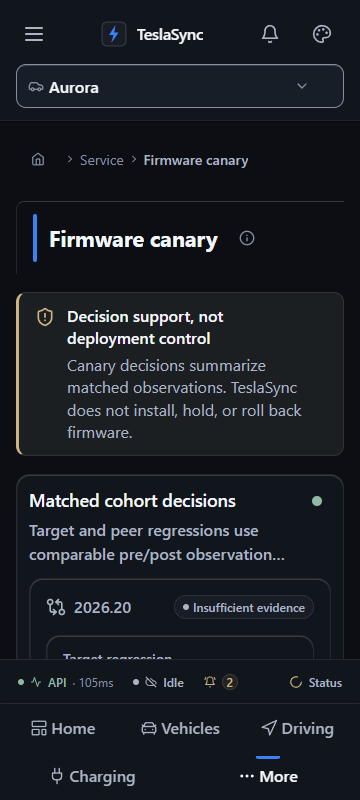 TeslaSync
Aurora
Service
Firmware canary
Firmware canary
Decision support, not
deployment control
Canary decisions summarize
matched observations. TeslaSync
does not install, hold, or roll back
firmware.
Matched cohort decisions
Target and peer regressions use
comparable pre/post observation...
2026.20
Insufficient evidence
Target regression
API · 105ms
Idle
2
Status
Home
Vehicles
Driving
Charging
More